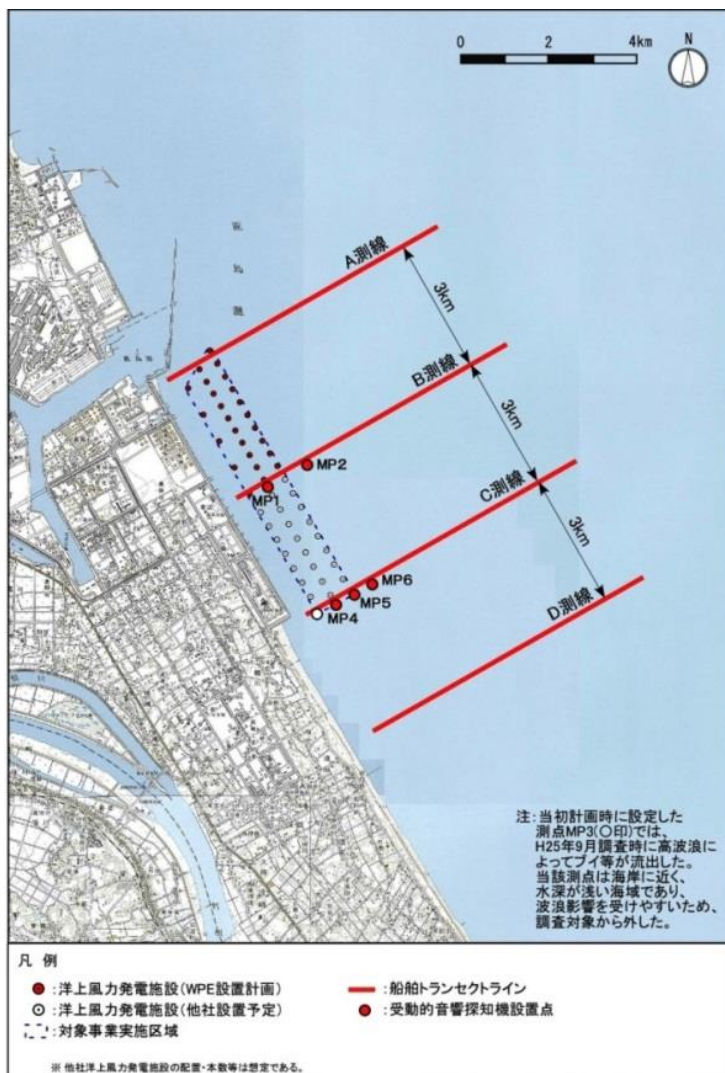 0 2 4km
N
鹿島灘
A測線
3km
B測線
3km
MP2
MP1
C測線
3km
MP6
MP5
MP4
D測線
注:当初計画時に設定した
測点MP3(○印)では、
H25年9月調査時に高波浪に
よってブイ等が流出した。
当該測点は海岸に近く、
水深が浅い海域であり、
波浪影響を受けやすいため、
調査対象から外した。
凡 例
:洋上風力発電施設(WPE設置計画)
:船舶トランセクトライン
:洋上風力発電施設(他社設置予定)
:受動的音響探知機設置点
:対象事業実施区域
※ 他社洋上風力発電施設の配置・本数等は想定である。